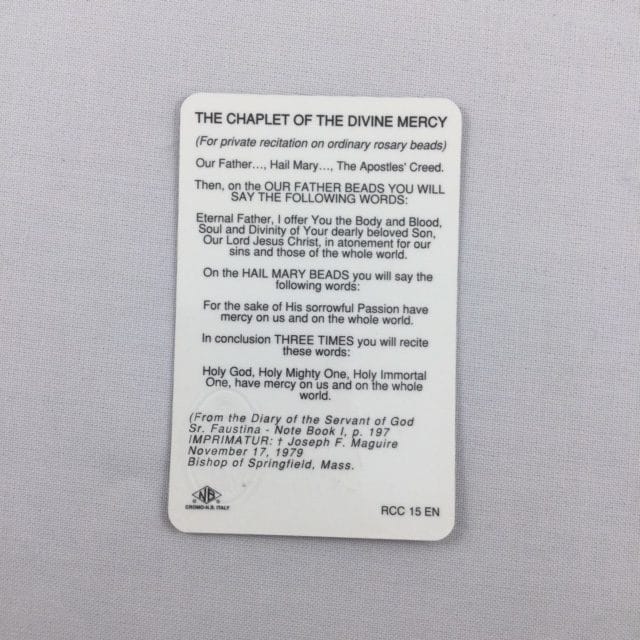 THE CHAPLET OF THE DIVINE MERCY
(For private recitation on ordinary rosary beads)
Our Father..., Hail Mary..., The Apostles' Creed.
Then, on the OUR FATHER BEADS YOU WILL
SAY THE FOLLOWING WORDS:
Eternal Father, I offer You the Body and Blood,
Soul and Divinity of Your dearly beloved Son,
Our Lord Jesus Christ, in atonement for our
sins and those of the whole world.
On the HAIL MARY BEADS you will say the
following words:
For the sake of His sorrowful Passion have
mercy on us and on the whole world.
In conclusion THREE TIMES you will recite
these words:
Holy God, Holy Mighty One, Holy Immortal
One, have mercy on us and on the whole
world.
(From the Diary of the Servant of God
Sr. Faustina - Note Book I, p. 197
IMPRIMATUR: † Joseph F. Maguire
November 17, 1979
Bishop of Springfield, Mass.
NB
CROMO-N.B. ITALY
RCC 15 EN